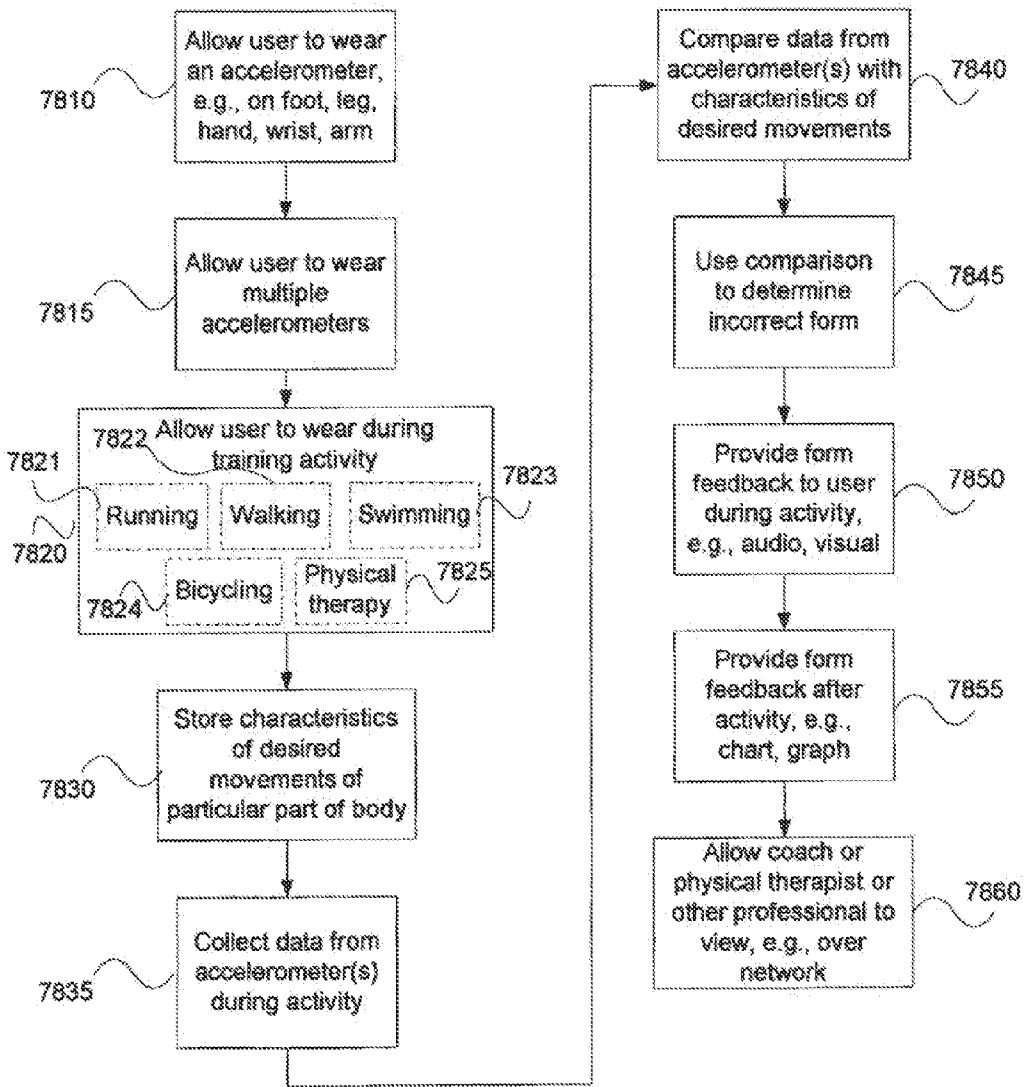 Allow user to wear
an accelerometer,
e.g., on foot, leg,
hand, wrist, arm
7810
Allow user to wear
multiple
accelerometers
7815
7822
Allow user to wear during
training activity
7821
7823
Running
Walking
Swimming
7820
Bicycling
Physical
therapy
7825
7824
Store characteristics
of desired
movements of
particular part of body
7830
Collect data from
accelerometer(s)
during activity
7835
Compare data from
accelerometer(s) with
characteristics of
desired movements
7840
Use comparison
to determine
incorrect form
7845
Provide form
feedback to user
during activity,
e.g., audio, visual
7850
Provide form
feedback after
activity, e.g.,
chart, graph
7855
Allow coach or
physical therapist or
other professional to
view, e.g., over
network
7860